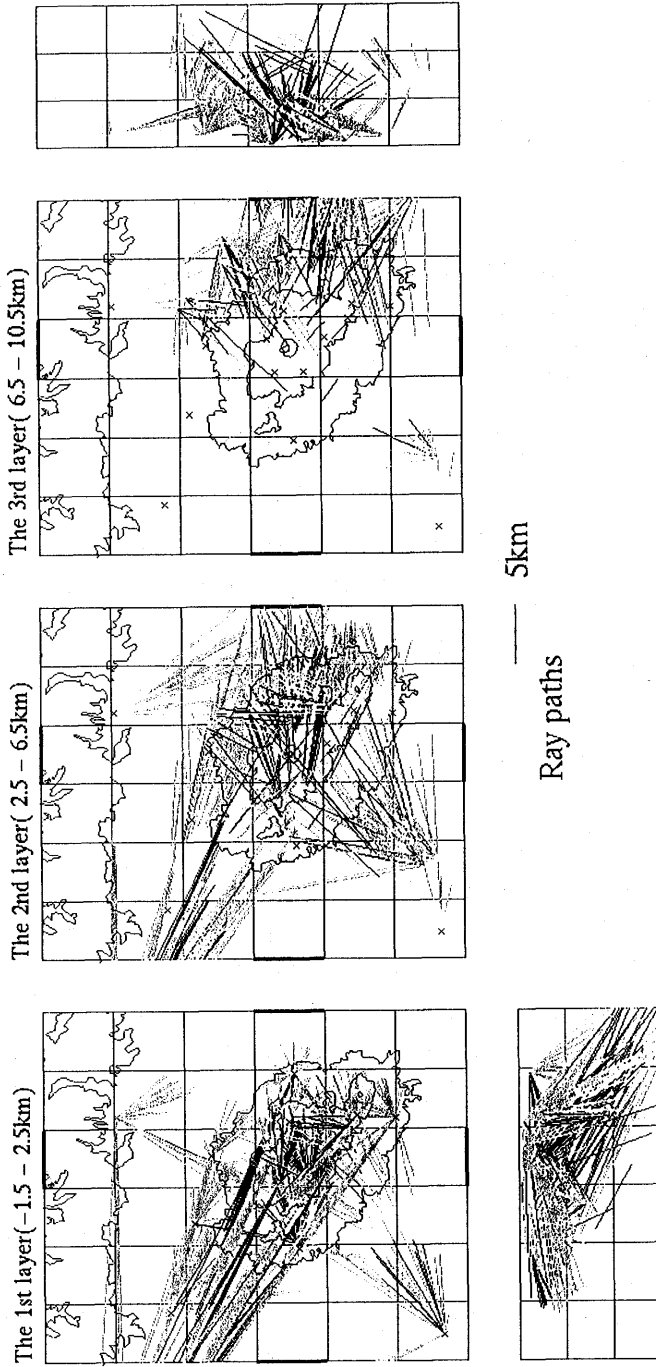 The 1st layer(−1.5 − 2.5km)
The 2nd layer( 2.5 − 6.5km)
The 3rd layer( 6.5 − 10.5km)
5km
Ray paths